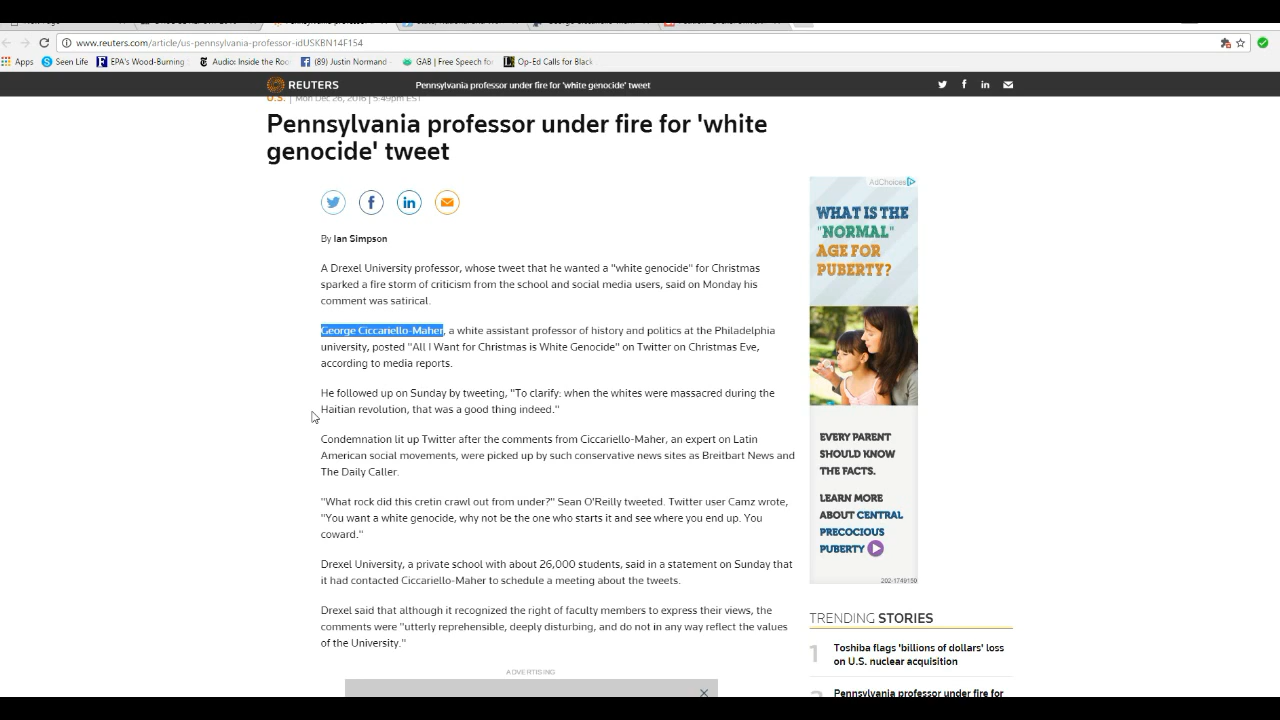 www.reuters.com/article/us-pennsylvania-professor-idUSKBN14F154
Apps Seen Life EPA's Wood-Burning Audio: Inside the Ro (89) Justin Normand GAB | Free Speech fo Op-Ed Calls for Black
REUTERS Pennsylvania professor under fire for 'white genocide' tweet
U.S. | Mon Dec 26, 2016 | 5:49pm EST
Pennsylvania professor under fire for 'white
genocide' tweet
By Ian Simpson
A Drexel University professor, whose tweet that he wanted a "white genocide" for Christmas
sparked a fire storm of criticism from the school and social media users, said on Monday his
comment was satirical.
George Ciccariello-Maher, a white assistant professor of history and politics at the Philadelphia
university, posted "All I Want for Christmas is White Genocide" on Twitter on Christmas Eve,
according to media reports.
He followed up on Sunday by tweeting, "To clarify: when the whites were massacred during the
Haitian revolution, that was a good thing indeed."
Condemnation lit up Twitter after the comments from Ciccariello-Maher, an expert on Latin
American social movements, were picked up by such conservative news sites as Breitbart News and
The Daily Caller.
"What rock did this cretin crawl out from under?" Sean O'Reilly tweeted. Twitter user Camz wrote,
"You want a white genocide, why not be the one who starts it and see where you end up. You
coward."
Drexel University, a private school with about 26,000 students, said in a statement on Sunday that
it had contacted Ciccariello-Maher to schedule a meeting about the tweets.
Drexel said that although it recognized the right of faculty members to express their views, the
comments were "utterly reprehensible, deeply disturbing, and do not in any way reflect the values
of the University."
ADVERTISING
AdChoices
WHAT IS THE
"NORMAL"
AGE FOR
PUBERTY?
EVERY PARENT
SHOULD KNOW
THE FACTS.
LEARN MORE
ABOUT CENTRAL
PRECOCIOUS
PUBERTY
202-1749150
TRENDING STORIES
1 Toshiba flags 'billions of dollars' loss
on U.S. nuclear acquisition
Pennsylvania professor under fire for